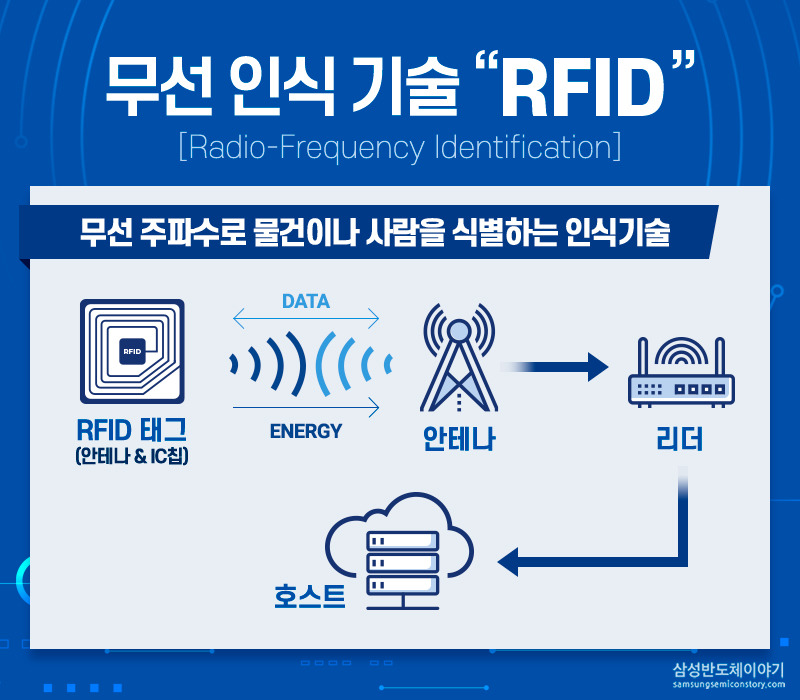 무선 인식 기술 “RFID”
[Radio-Frequency Identification]
무선 주파수로 물건이나 사람을 식별하는 인식기술
DATA
RFID
ENERGY
RFID 태그
(안테나 & IC칩)
안테나
리더
호스트
삼성반도체이야기
samsungsemiconstory.com